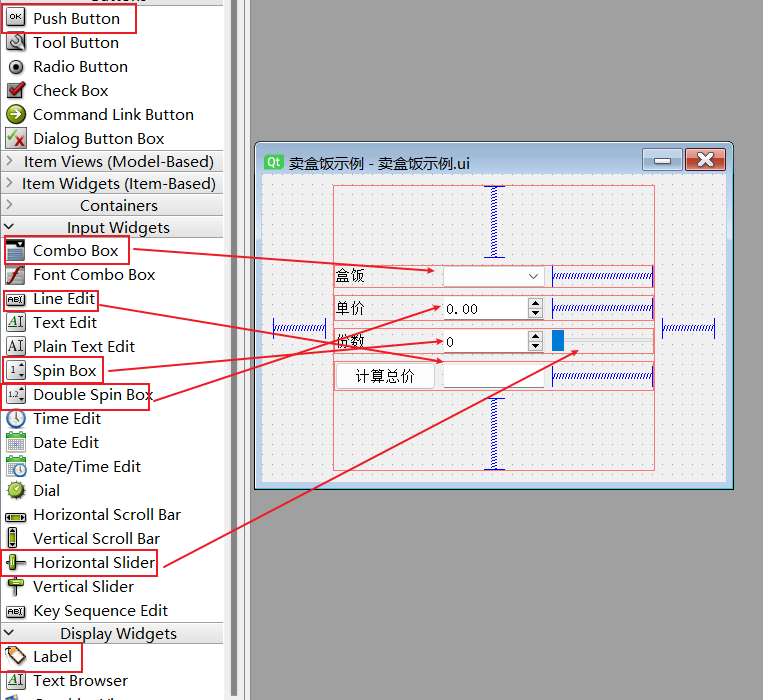 Push Button
Tool Button
Radio Button
Check Box
Command Link Button
Dialog Button Box
Item Views (Model-Based)
Item Widgets (Item-Based)
Containers
Input Widgets
Combo Box
Font Combo Box
Line Edit
Text Edit
Plain Text Edit
Spin Box
Double Spin Box
Time Edit
Date Edit
Date/Time Edit
Dial
Horizontal Scroll Bar
Vertical Scroll Bar
Horizontal Slider
Vertical Slider
Key Sequence Edit
Display Widgets
Label
Text Browser
Qt 卖盒饭示例 - 卖盒饭示例.ui
盒饭
单价 0.00
份数 0
计算总价